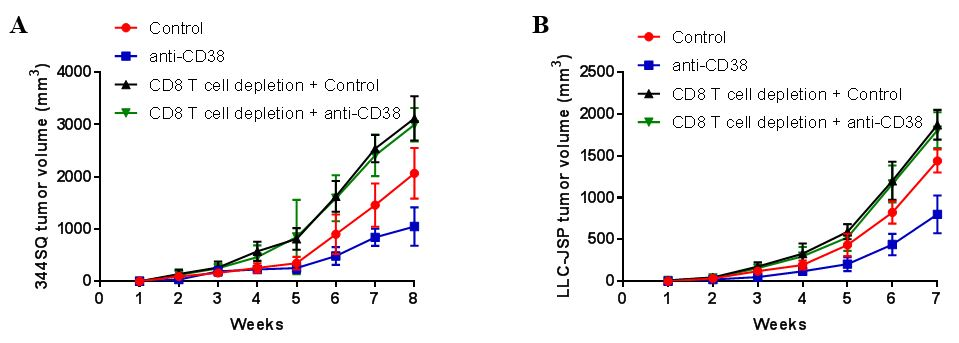 A
Control
anti-CD38
CD8 T cell depletion + Control
CD8 T cell depletion + anti-CD38
344SQ tumor volume (mm3)
4000
3000
2000
1000
0
0 1 2 3 4 5 6 7 8
Weeks
B
Control
anti-CD38
CD8 T cell depletion + Control
CD8 T cell depletion + anti-CD38
LLC-JSP tumor volume (mm3)
2500
2000
1500
1000
500
0
0 1 2 3 4 5 6 7
Weeks